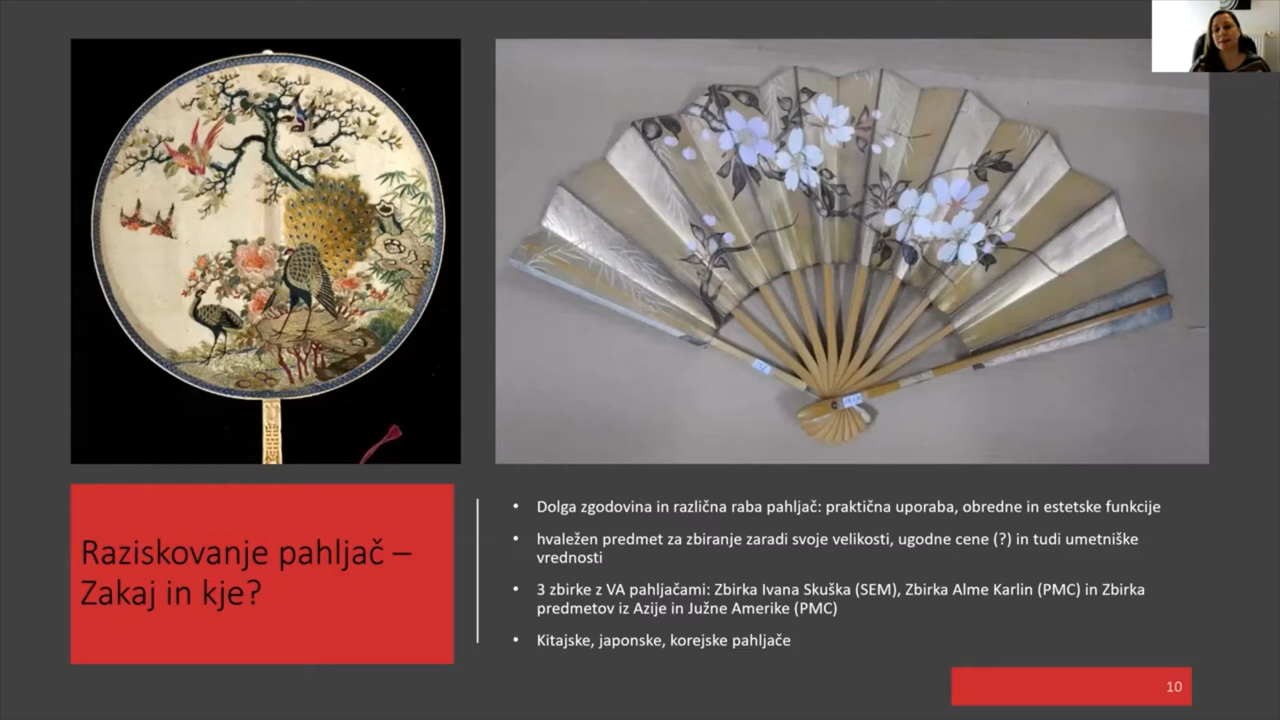 Raziskovanje pahljač –
Zakaj in kje?
• Dolga zgodovina in različna raba pahljač: praktična uporaba, obredne in estetske funkcije
• hvaležen predmet za zbiranje zaradi svoje velikosti, ugodne cene (?) in tudi umetniške
vrednosti
• 3 zbirke z VA pahljačami: Zbirka Ivana Skuška (SEM), Zbirka Alme Karlin (PMC) in Zbirka
predmetov iz Azije in Južne Amerike (PMC)
• Kitajske, japonske, korejske pahljače
10